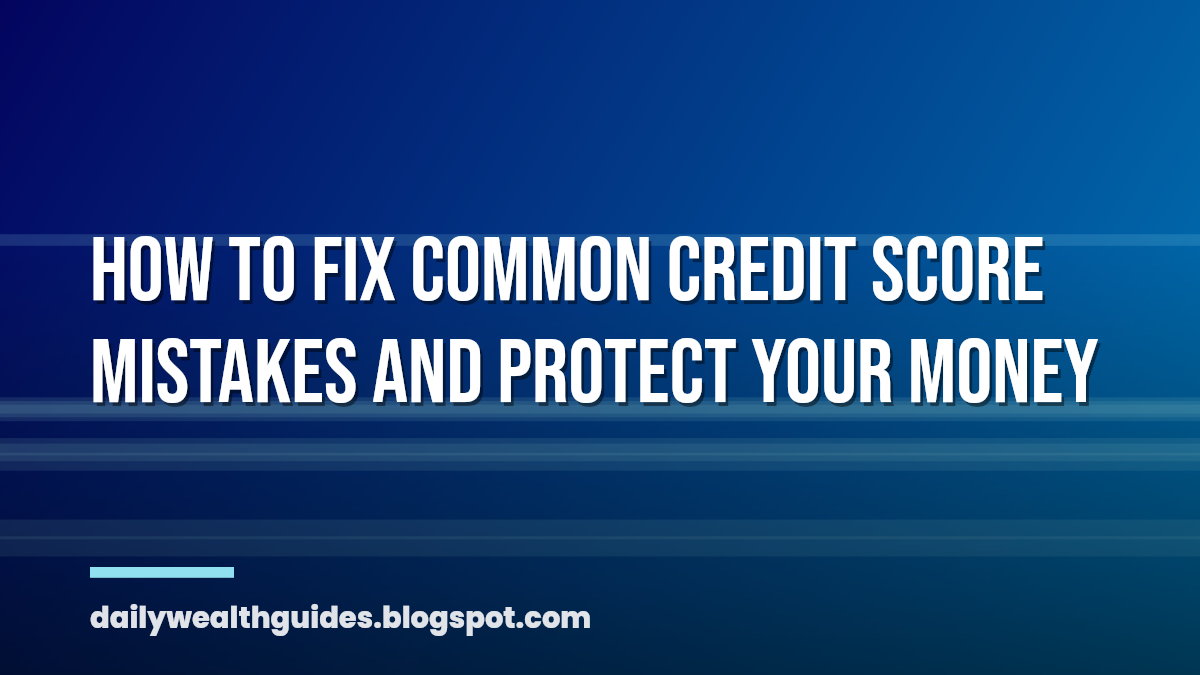 HOW TO FIX COMMON CREDIT SCORE
MISTAKES AND PROTECT YOUR MONEY
dailywealthguides.blogspot.com